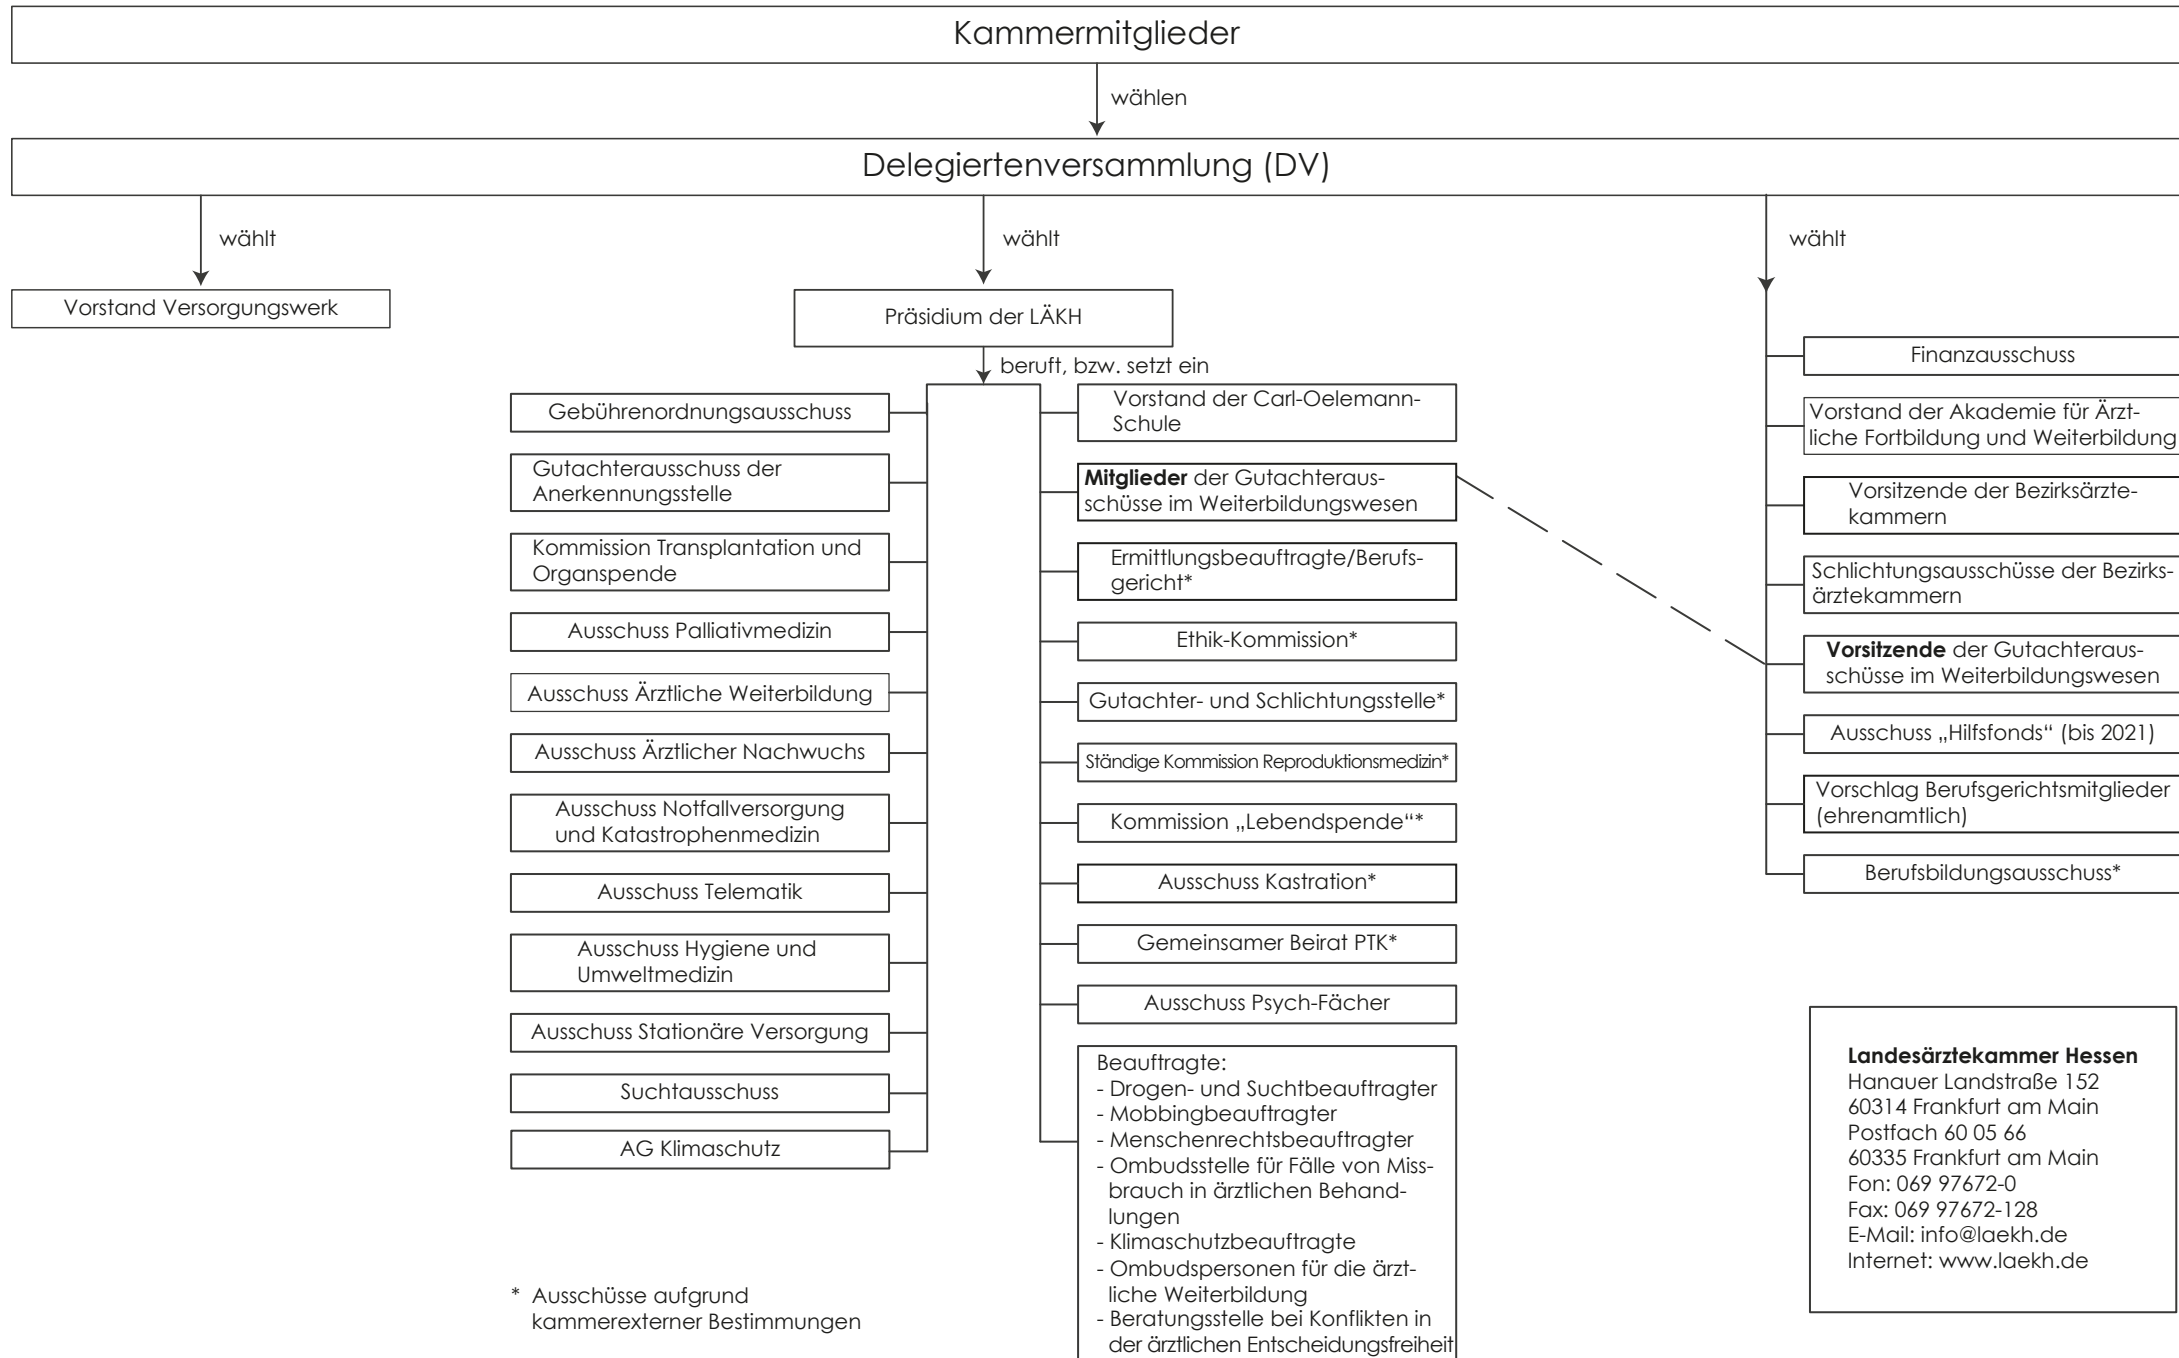 Kammermitglieder
wählen
Delegiertenversammlung (DV)
wählt
wählt
wählt
Vorstand Versorgungswerk
Präsidium der LÄKH
beruft, bzw. setzt ein
Gebührenordnungsausschuss
Gutachterausschuss der
Anerkennungsstelle
Kommission Transplantation und
Organspende
Ausschuss Palliativmedizin
Ausschuss Ärztliche Weiterbildung
Ausschuss Ärztlicher Nachwuchs
Ausschuss Notfallversorgung
und Katastrophenmedizin
Ausschuss Telematik
Ausschuss Hygiene und
Umweltmedizin
Ausschuss Stationäre Versorgung
Suchtausschuss
AG Klimaschutz
Vorstand der Carl-Oelemann-
Schule
Mitglieder der Gutachteraus-
schüsse im Weiterbildungswesen
Ermittlungsbeauftragte/Berufs-
gericht*
Ethik-Kommission*
Gutachter- und Schlichtungsstelle*
Ständige Kommission Reproduktionsmedizin*
Kommission „Lebendspende“*
Ausschuss Kastration*
Gemeinsamer Beirat PTK*
Ausschuss Psych-Fächer
Beauftragte:
- Drogen- und Suchtbeauftragter
- Mobbingbeauftragter
- Menschenrechtsbeauftragter
- Ombudsstelle für Fälle von Miss-
brauch in ärztlichen Behand-
lungen
- Klimaschutzbeauftragte
- Ombudspersonen für die ärzt-
liche Weiterbildung
- Beratungsstelle bei Konflikten in
der ärztlichen Entscheidungsfreiheit
Finanzausschuss
Vorstand der Akademie für Ärzt-
liche Fortbildung und Weiterbildung
Vorsitzende der Bezirksärzte-
kammern
Schlichtungsausschüsse der Bezirks-
ärztekammern
Vorsitzende der Gutachteraus-
schüsse im Weiterbildungswesen
Ausschuss „Hilfsfonds“ (bis 2021)
Vorschlag Berufsgerichtsmitglieder
(ehrenamtlich)
Berufsbildungsausschuss*
Landesärztekammer Hessen
Hanauer Landstraße 152
60314 Frankfurt am Main
Postfach 60 05 66
60335 Frankfurt am Main
Fon: 069 97672-0
Fax: 069 97672-128
E-Mail: info@laekh.de
Internet: www.laekh.de
* Ausschüsse aufgrund
kammerexterner Bestimmungen